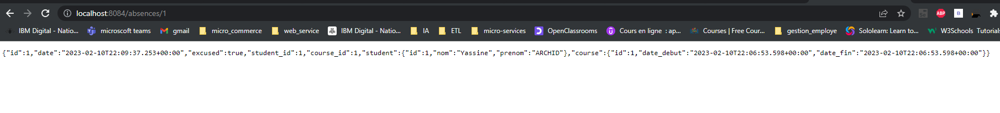 localhost:8084/absences/1
ABP
B
IBM Digital - Natio... microscoft teams gmail micro_commerce web_service IBM Digital - Natio... IA ETL micro-services OpenClassrooms Cours en ligne : ap... Courses | Free Cour... gestion_employe Sololearn: Learn to... W3Schools Tutorials
{"id":1,"date":"2023-02-10T22:09:37.253+00:00","excused":true,"student_id":1,"course_id":1,"student":{"id":1,"nom":"Yassine","prenom":"ARCHID"},"course":{"id":1,"date_debut":"2023-02-10T22:06:53.598+00:00","date_fin":"2023-02-10T22:06:53.598+00:00"}}